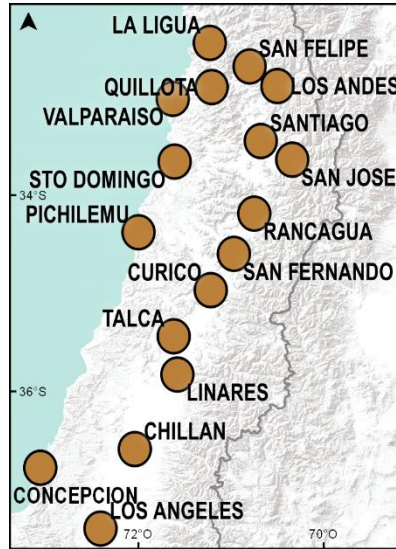 LA LIGUA
SAN FELIPE
QUILLOTA
LOS ANDES
VALPARAISO
SANTIAGO
STO DOMINGO
SAN JOSE
34°S
PICHILEMU
RANCAGUA
CURICO
SAN FERNANDO
TALCA
36°S
LINARES
CHILLAN
CONCEPCION
LOS ANGELES
72°O
70°O